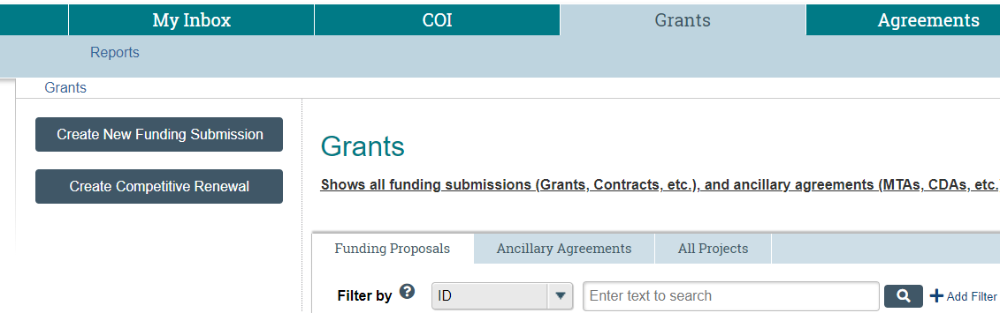 My Inbox COI Grants Agreements
Reports
Grants
Create New Funding Submission
Create Competitive Renewal
Grants
Shows all funding submissions (Grants, Contracts, etc.), and ancillary agreements (MTAs, CDAs, etc.
Funding Proposals Ancillary Agreements All Projects
Filter by ? ID Enter text to search Add Filter